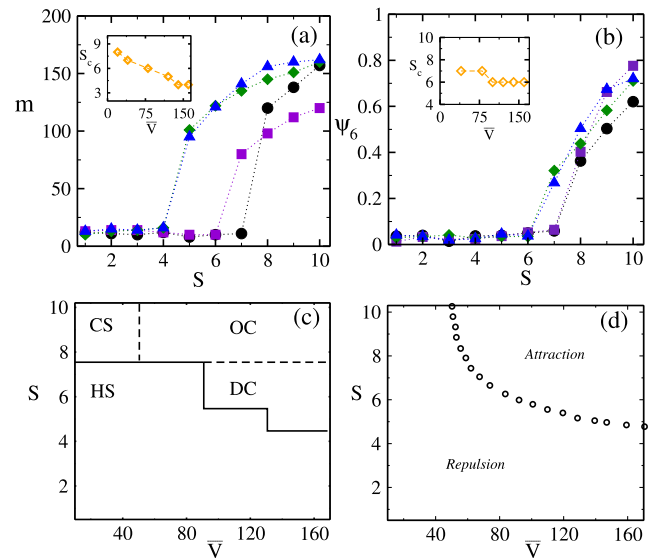 (a)
m
200
150
100
50
0
2 4 6 8 10
S
S_c
9
6
3
0 75 150
V̅
(b)
Ψ_6
0.8
0.6
0.4
0.2
0
2 4 6 8 10
S
S_c
10
8
6
4
0 75 150
V̅
(c)
S
10
8
6
4
2
CS
OC
HS
DC
40 80 120 160
V̅
(d)
S
10
8
6
4
2
Attraction
Repulsion
0 40 80 120 160
V̅